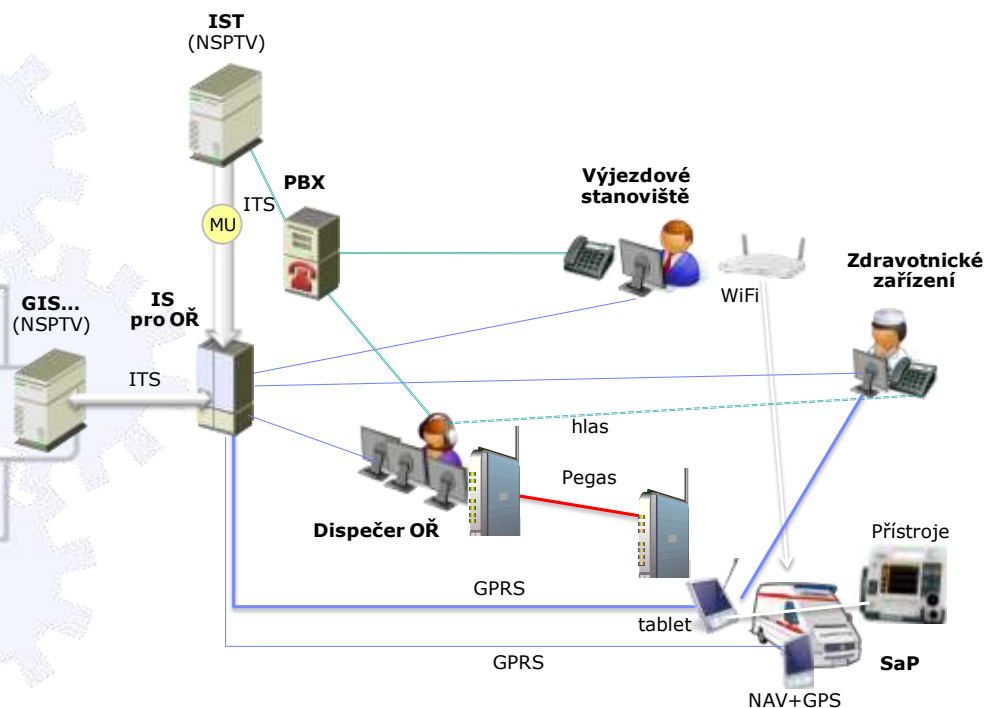 IST
(NSPTV)
PBX
ITS
MU
Výjezdové
stanoviště
Zdravotnické
zařízení
WiFi
GIS...
(NSPTV)
IS
pro OŘ
ITS
hlas
Pegas
Dispečer OŘ
Přístroje
GPRS
tablet
GPRS
SaP
NAV+GPS